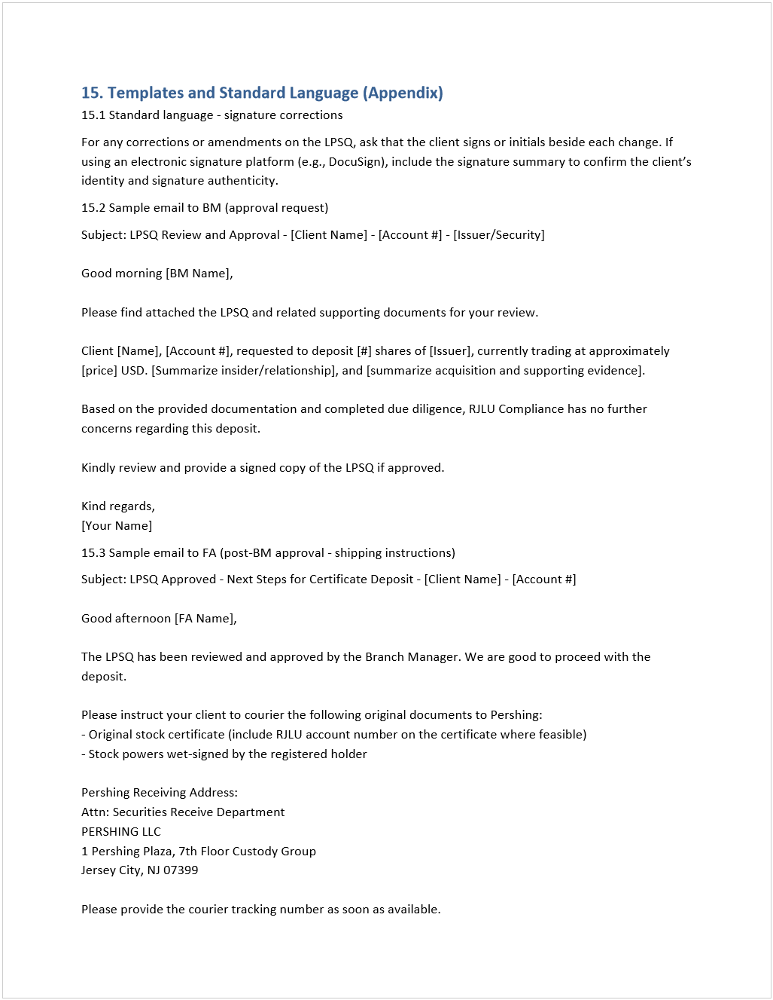 15. Templates and Standard Language (Appendix)
15.1 Standard language - signature corrections
For any corrections or amendments on the LPSQ, ask that the client signs or initials beside each change. If
using an electronic signature platform (e.g., DocuSign), include the signature summary to confirm the client’s
identity and signature authenticity.
15.2 Sample email to BM (approval request)
Subject: LPSQ Review and Approval - [Client Name] - [Account #] - [Issuer/Security]
Good morning [BM Name],
Please find attached the LPSQ and related supporting documents for your review.
Client [Name], [Account #], requested to deposit [#] shares of [Issuer], currently trading at approximately
[price] USD. [Summarize insider/relationship], and [summarize acquisition and supporting evidence].
Based on the provided documentation and completed due diligence, RJLU Compliance has no further
concerns regarding this deposit.
Kindly review and provide a signed copy of the LPSQ if approved.
Kind regards,
[Your Name]
15.3 Sample email to FA (post-BM approval - shipping instructions)
Subject: LPSQ Approved - Next Steps for Certificate Deposit - [Client Name] - [Account #]
Good afternoon [FA Name],
The LPSQ has been reviewed and approved by the Branch Manager. We are good to proceed with the
deposit.
Please instruct your client to courier the following original documents to Pershing:
- Original stock certificate (include RJLU account number on the certificate where feasible)
- Stock powers wet-signed by the registered holder
Pershing Receiving Address:
Attn: Securities Receive Department
PERSHING LLC
1 Pershing Plaza, 7th Floor Custody Group
Jersey City, NJ 07399
Please provide the courier tracking number as soon as available.